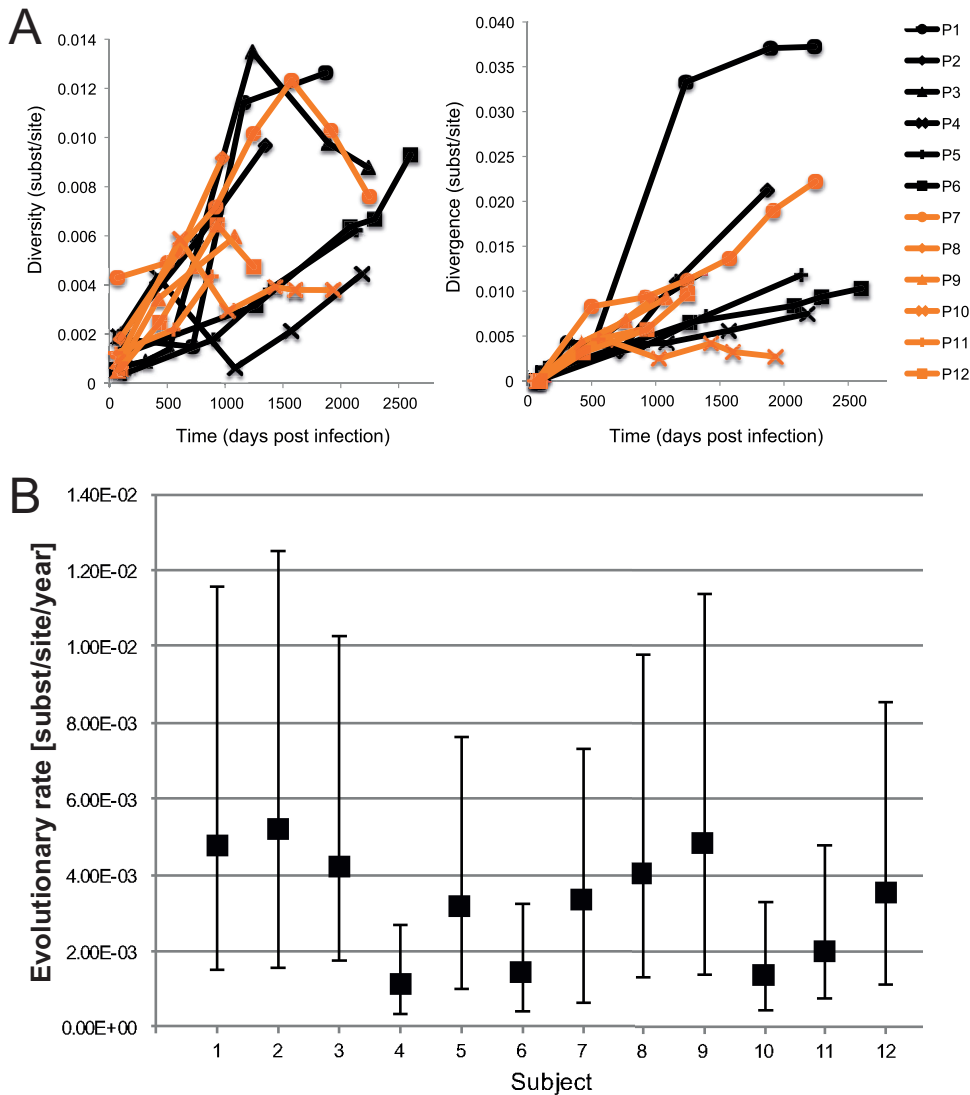 A
Diversity (subst/site)
0.014
0.012
0.010
0.008
0.006
0.004
0.002
0
0
500
1000
1500
2000
2500
Time (days post infection)
Divergence (subst/site)
0.040
0.035
0.030
0.025
0.020
0.015
0.010
0.005
0
0
500
1000
1500
2000
2500
Time (days post infection)
P1
P2
P3
P4
P5
P6
P7
P8
P9
P10
P11
P12
B
Evolutionary rate [subst/site/year]
1.40E-02
1.20E-02
1.00E-02
8.00E-03
6.00E-03
4.00E-03
2.00E-03
0.00E+00
1
2
3
4
5
6
7
8
9
10
11
12
Subject